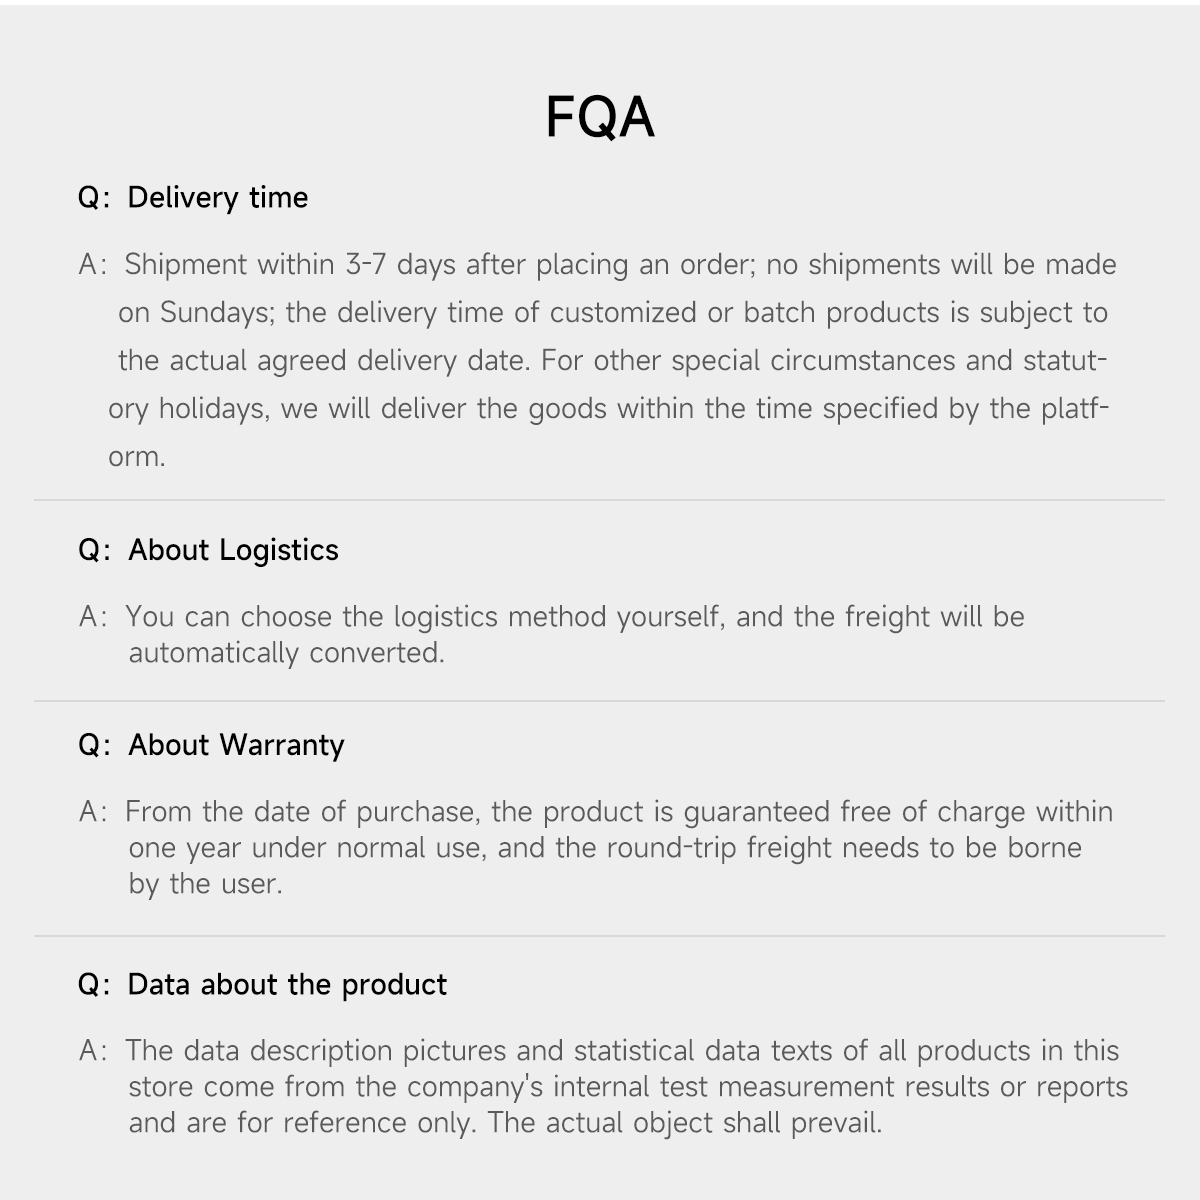 FQA
Q: Delivery time
A: Shipment within 3-7 days after placing an order; no shipments will be made
on Sundays; the delivery time of customized or batch products is subject to
the actual agreed delivery date. For other special circumstances and statut-
ory holidays, we will deliver the goods within the time specified by the platf-
orm.
Q: About Logistics
A: You can choose the logistics method yourself, and the freight will be
automatically converted.
Q: About Warranty
A: From the date of purchase, the product is guaranteed free of charge within
one year under normal use, and the round-trip freight needs to be borne
by the user.
Q: Data about the product
A: The data description pictures and statistical data texts of all products in this
store come from the company's internal test measurement results or reports
and are for reference only. The actual object shall prevail.